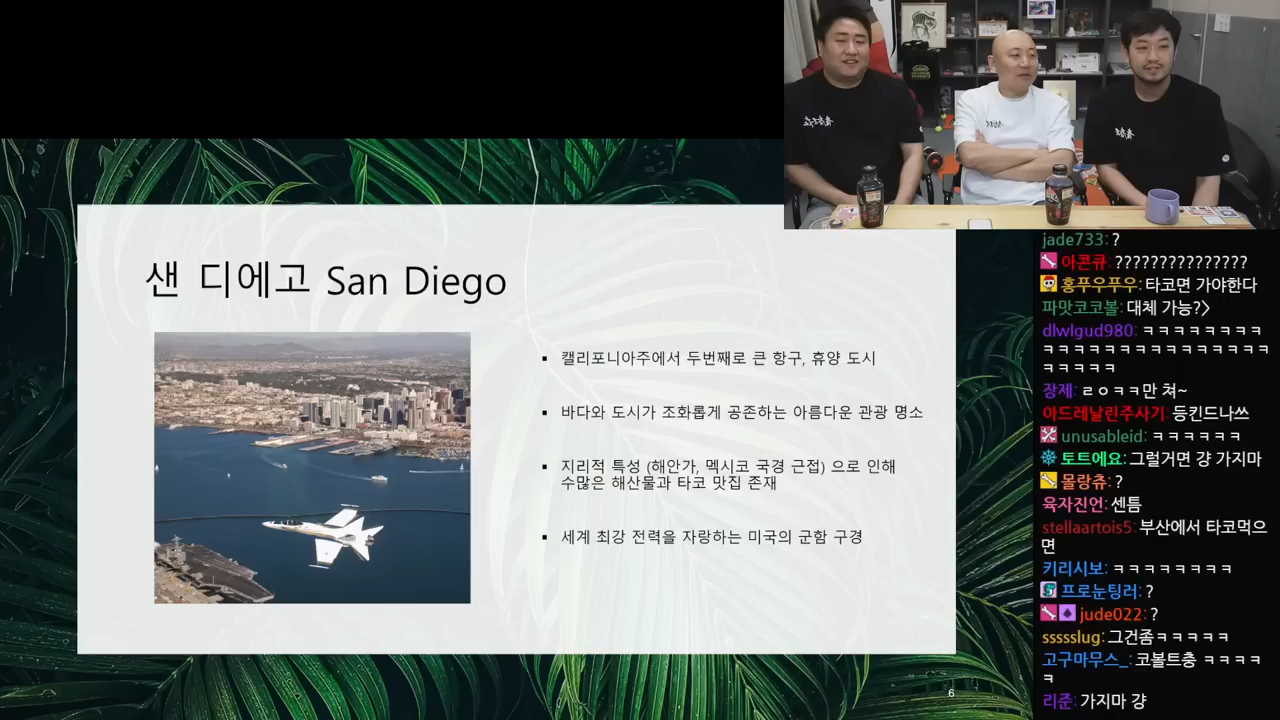 샌 디에고 San Diego
▪ 캘리포니아주에서 두번째로 큰 항구, 휴양 도시
▪ 바다와 도시가 조화롭게 공존하는 아름다운 관광 명소
▪ 지리적 특성 (해안가, 멕시코 국경 근접) 으로 인해
수많은 해산물과 타코 맛집 존재
▪ 세계 최강 전력을 자랑하는 미국의 군함 구경
6
jade733: ?
아콘큐: ???????????????
홍푸우푸우: 타코면 가야한다
파맛코코볼: 대체 가능?>
dlwlgud980: ㅋㅋㅋㅋㅋㅋㅋㅋ
ㅋㅋㅋㅋㅋㅋㅋㅋㅋㅋㅋㅋㅋㅋㅋ
ㅋㅋㅋㅋㅋ
장제: ㄹㅇㅋㅋ만 쳐~
아드레날린주사기: 등킨드나쓰
unusableid: ㅋㅋㅋㅋㅋㅋ
토트에요: 그럴거면 걍 가지마
몰랑츄: ?
육자진언: 센틈
stellaartois5: 부산에서 타코먹으
면
키리시보: ㅋㅋㅋㅋㅋㅋㅋㅋ
프로눈팅러: ?
jude022: ?
ssssslug: 그건좀ㅋㅋㅋㅋㅋ
고구마무스_: 코볼트충 ㅋㅋㅋㅋ
ㅋ
리준: 가지마 걍